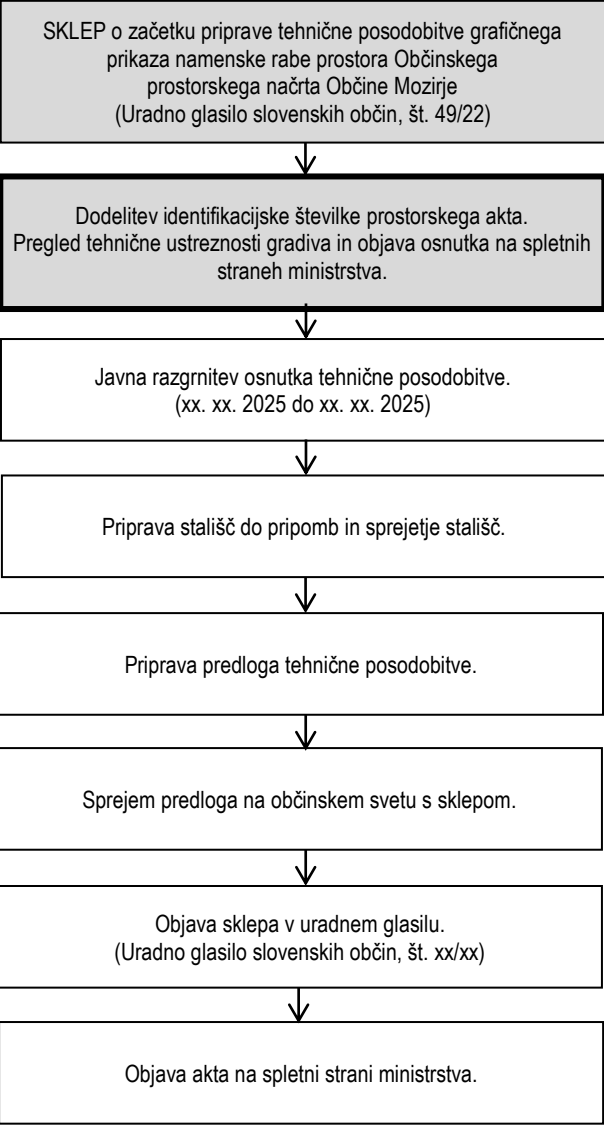 SKLEP o začetku priprave tehnične posodobitve grafičnega
prikaza namenske rabe prostora Občinskega
prostorskega načrta Občine Mozirje
(Uradno glasilo slovenskih občin, št. 49/22)
Dodelitev identifikacijske številke prostorskega akta.
Pregled tehnične ustreznosti gradiva in objava osnutka na spletnih
straneh ministrstva.
Javna razgrnitev osnutka tehnične posodobitve.
(xx. xx. 2025 do xx. xx. 2025)
Priprava stališč do pripomb in sprejetje stališč.
Priprava predloga tehnične posodobitve.
Sprejem predloga na občinskem svetu s sklepom.
Objava sklepa v uradnem glasilu.
(Uradno glasilo slovenskih občin, št. xx/xx)
Objava akta na spletni strani ministrstva.